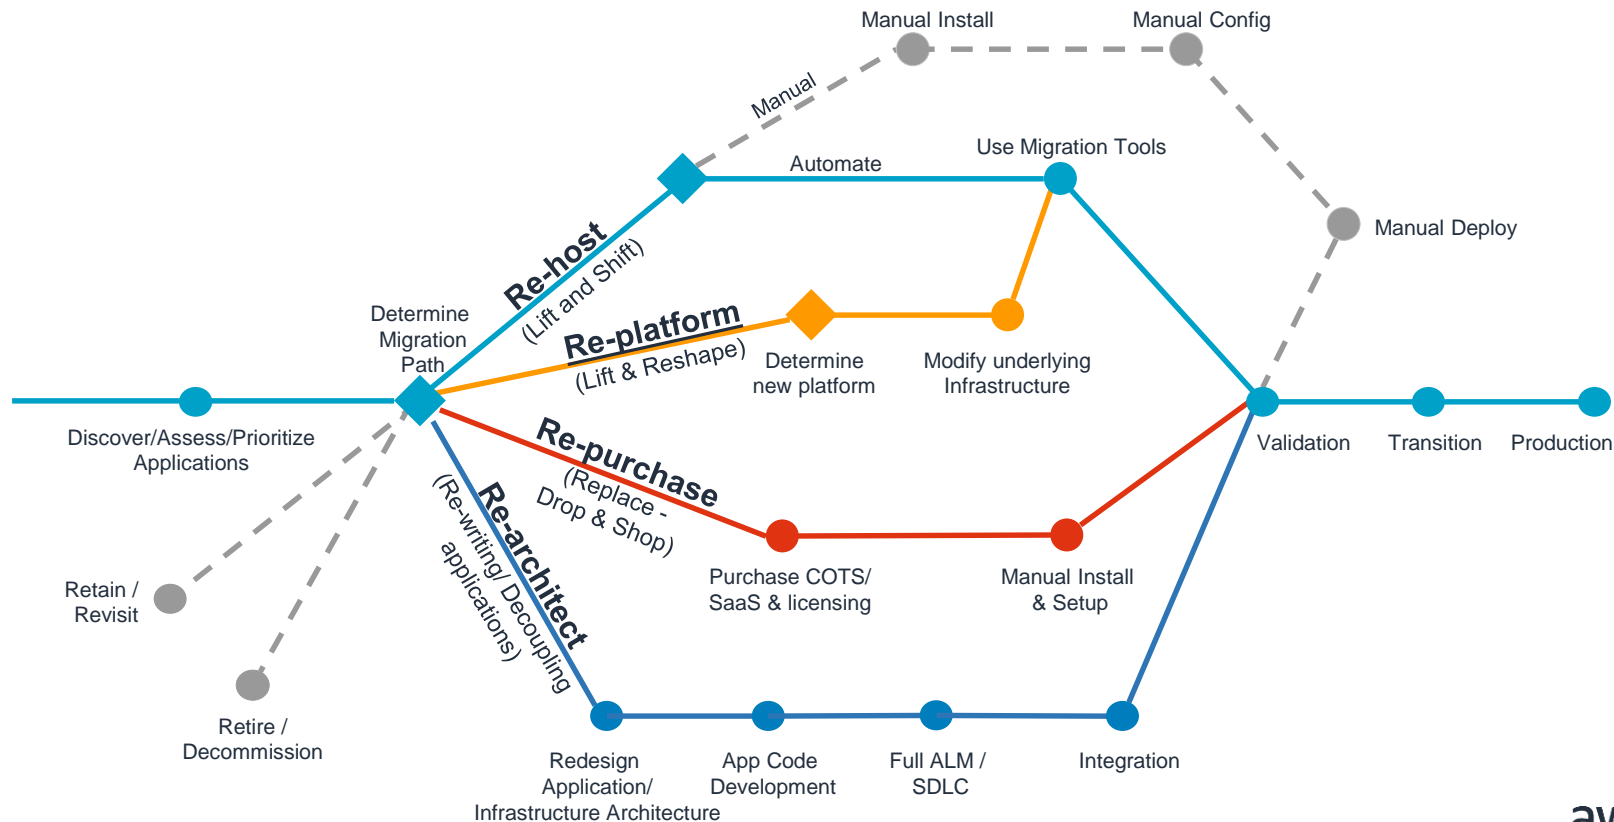 Manual Install
Manual Config
Manual
Automate
Use Migration Tools
Manual Deploy
Re-host
(Lift and Shift)
Determine
Migration
Path
Re-platform
(Lift & Reshape)
Determine
new platform
Modify underlying
Infrastructure
Discover/Assess/Prioritize
Applications
Re-purchase
(Replace -
Drop & Shop)
Validation
Transition
Production
Re-architect
(Re-writing/ Decoupling
applications)
Retain /
Revisit
Purchase COTS/
SaaS & licensing
Manual Install
& Setup
Retire /
Decommission
Redesign
Application/
Infrastructure Architecture
App Code
Development
Full ALM /
SDLC
Integration